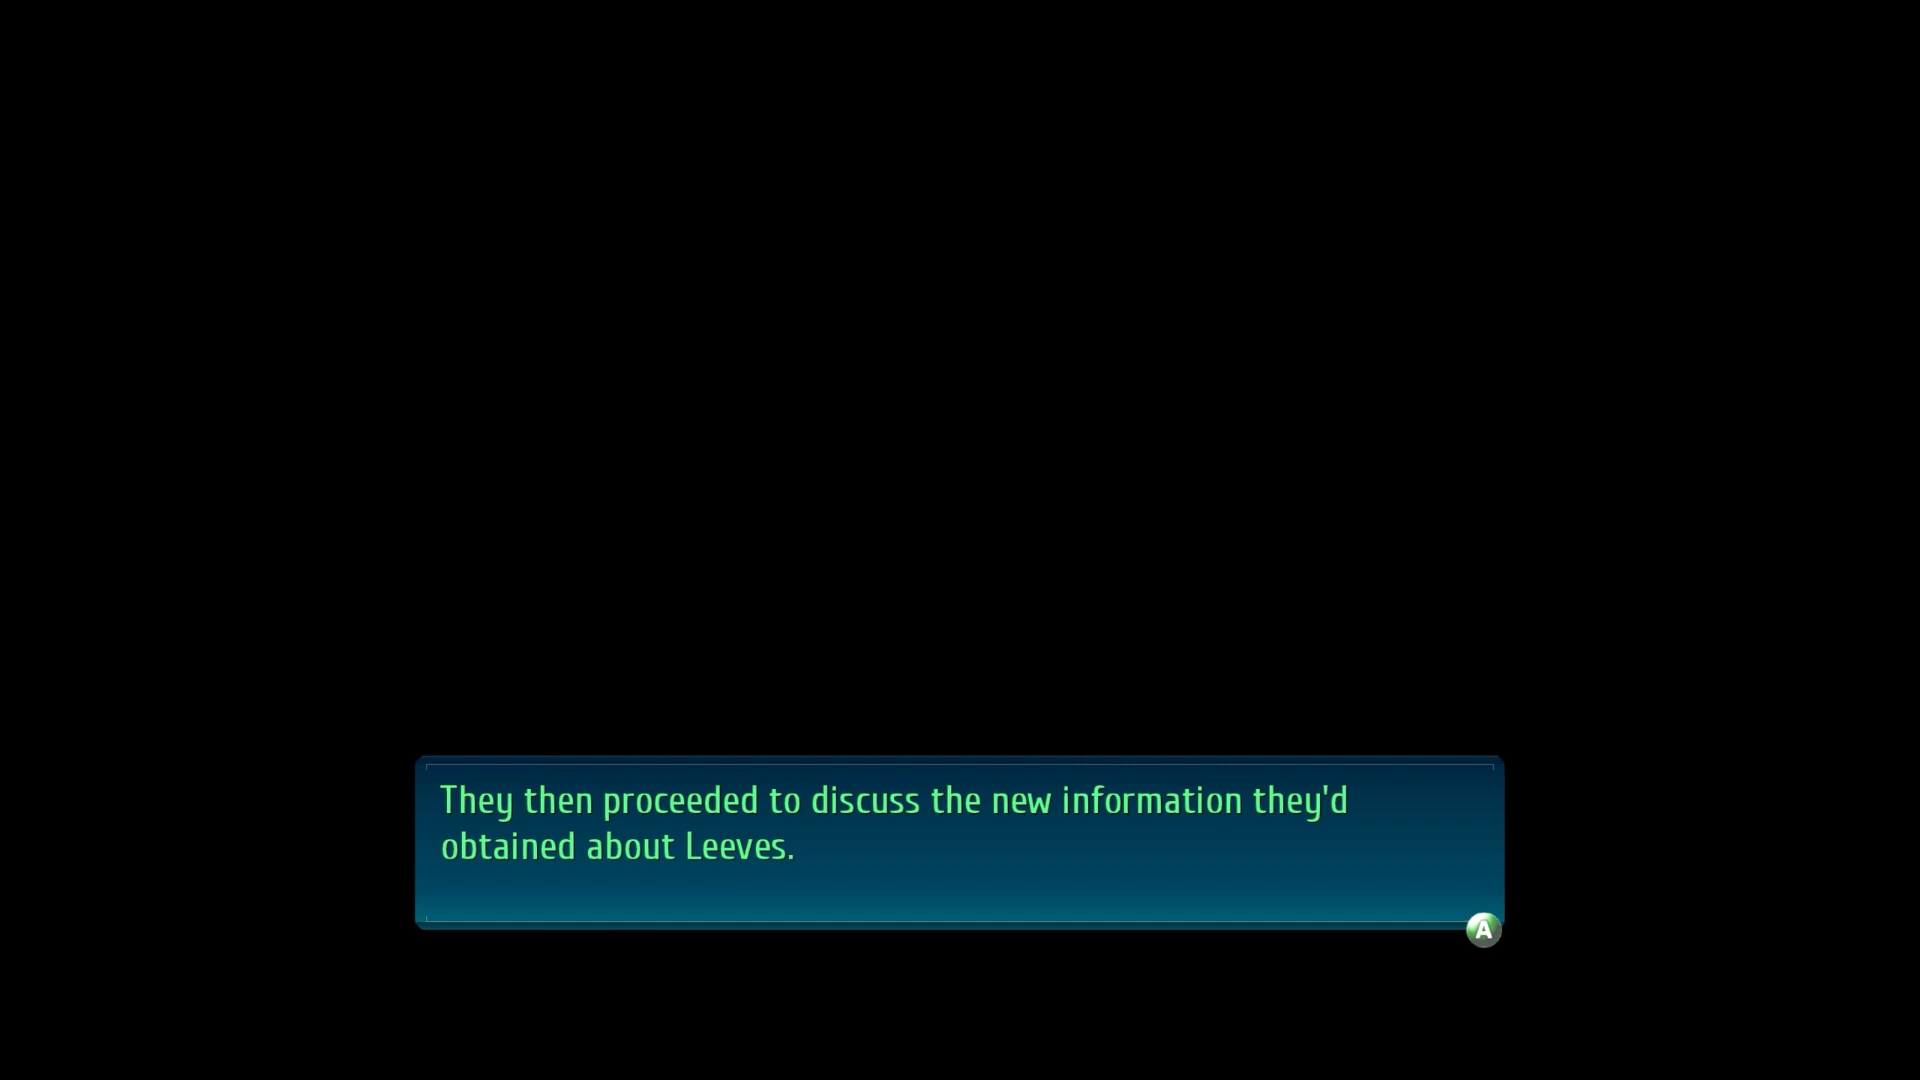 They then proceeded to discuss the new information they'd
obtained about Leeves.
A